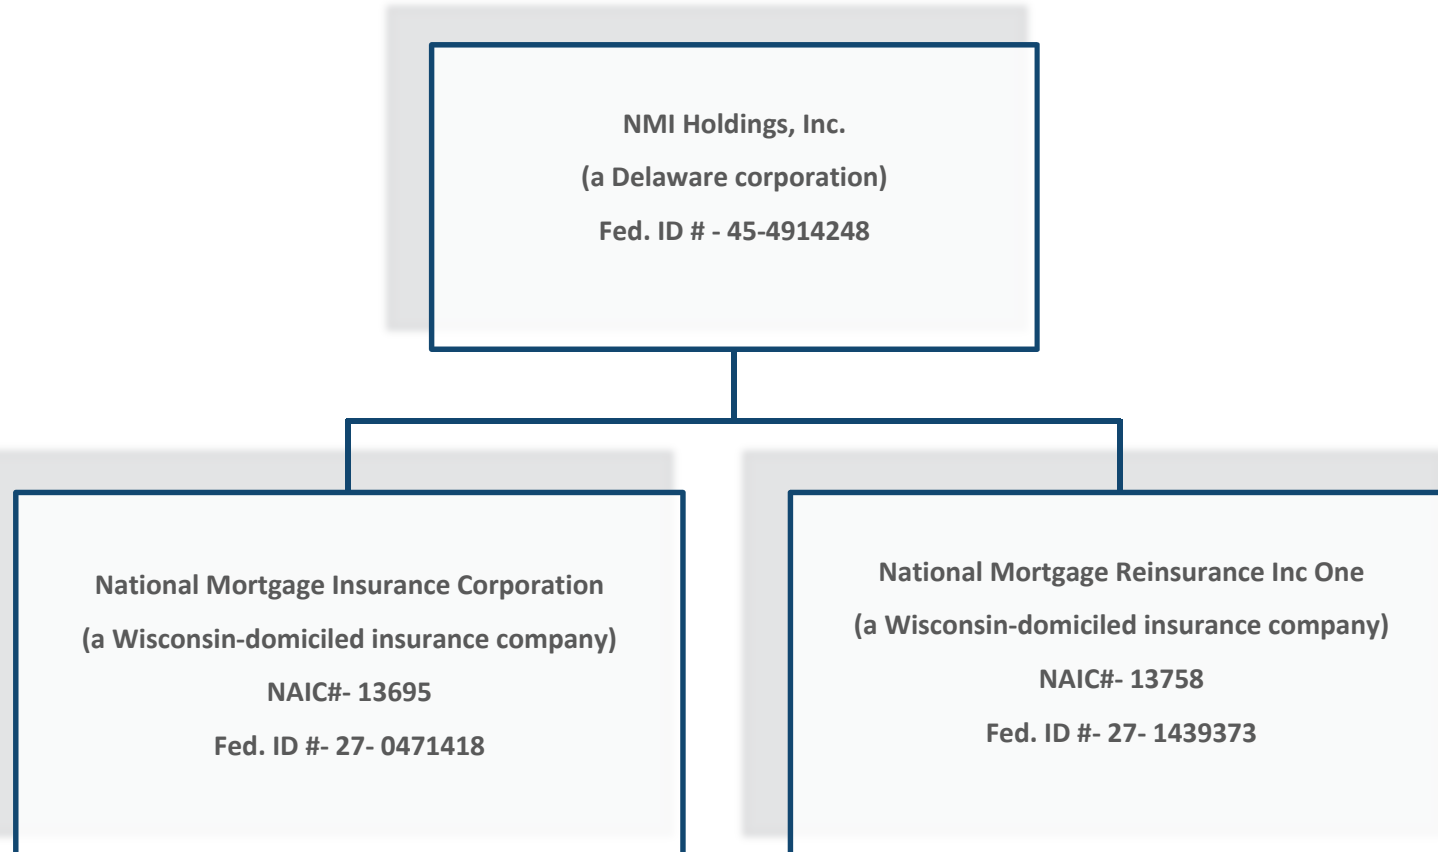 NMI Holdings, Inc.
(a Delaware corporation)
Fed. ID # - 45-4914248
National Mortgage Insurance Corporation
(a Wisconsin-domiciled insurance company)
NAIC#- 13695
Fed. ID #- 27- 0471418
National Mortgage Reinsurance Inc One
(a Wisconsin-domiciled insurance company)
NAIC#- 13758
Fed. ID #- 27- 1439373